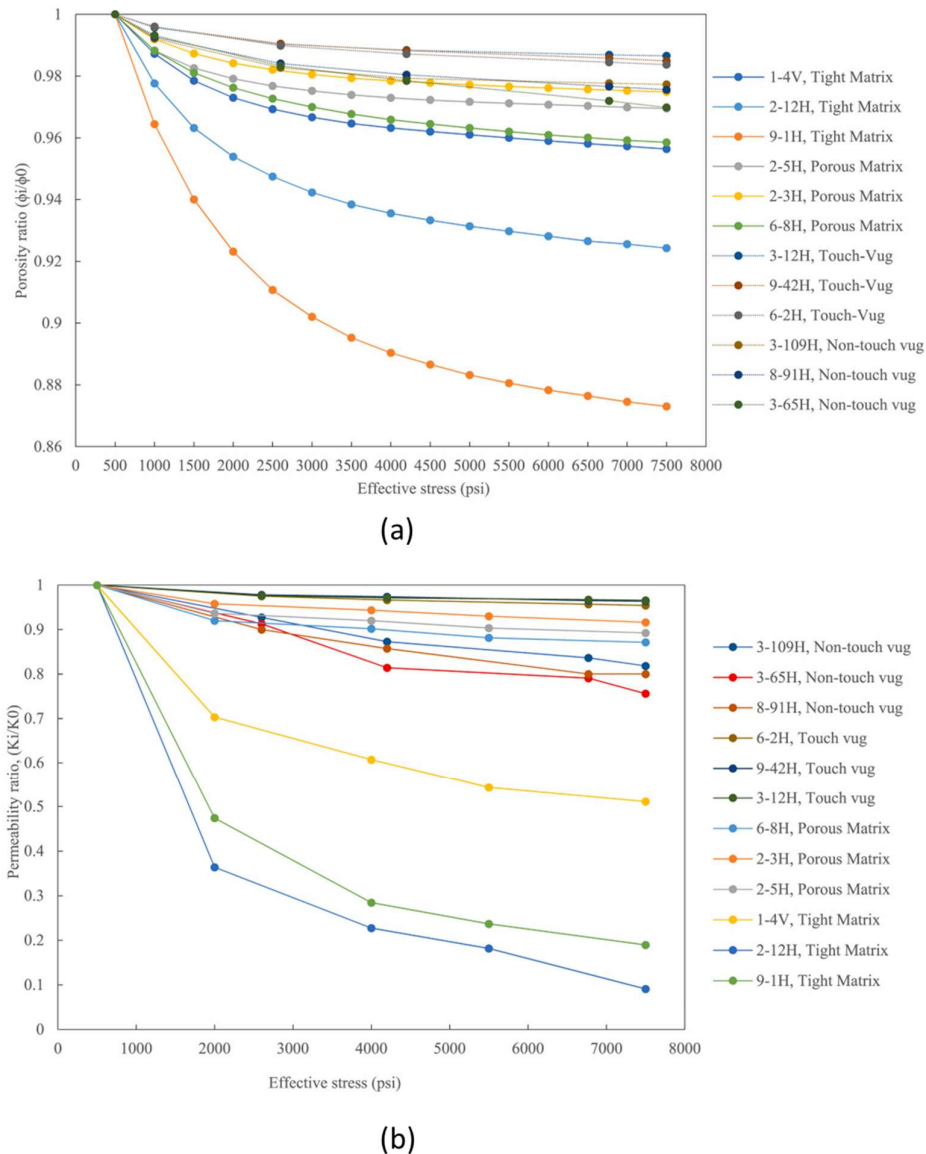 1
0.98
0.96
0.94
0.92
0.9
0.88
0.86
Porosity ratio (ϕi/ϕ0)
0 500 1000 1500 2000 2500 3000 3500 4000 4500 5000 5500 6000 6500 7000 7500 8000
Effective stress (psi)
1-4V, Tight Matrix
2-12H, Tight Matrix
9-1H, Tight Matrix
2-5H, Porous Matrix
2-3H, Porous Matrix
6-8H, Porous Matrix
3-12H, Touch-Vug
9-42H, Touch-Vug
6-2H, Touch-Vug
3-109H, Non-touch vug
8-91H, Non-touch vug
3-65H, Non-touch vug
(a)
1
0.9
0.8
0.7
0.6
0.5
0.4
0.3
0.2
0.1
0
Permeability ratio, (Ki/K0)
0 1000 2000 3000 4000 5000 6000 7000 8000
Effective stress (psi)
3-109H, Non-touch vug
3-65H, Non-touch vug
8-91H, Non-touch vug
6-2H, Touch vug
9-42H, Touch vug
3-12H, Touch vug
6-8H, Porous Matrix
2-3H, Porous Matrix
2-5H, Porous Matrix
1-4V, Tight Matrix
2-12H, Tight Matrix
9-1H, Tight Matrix
(b)